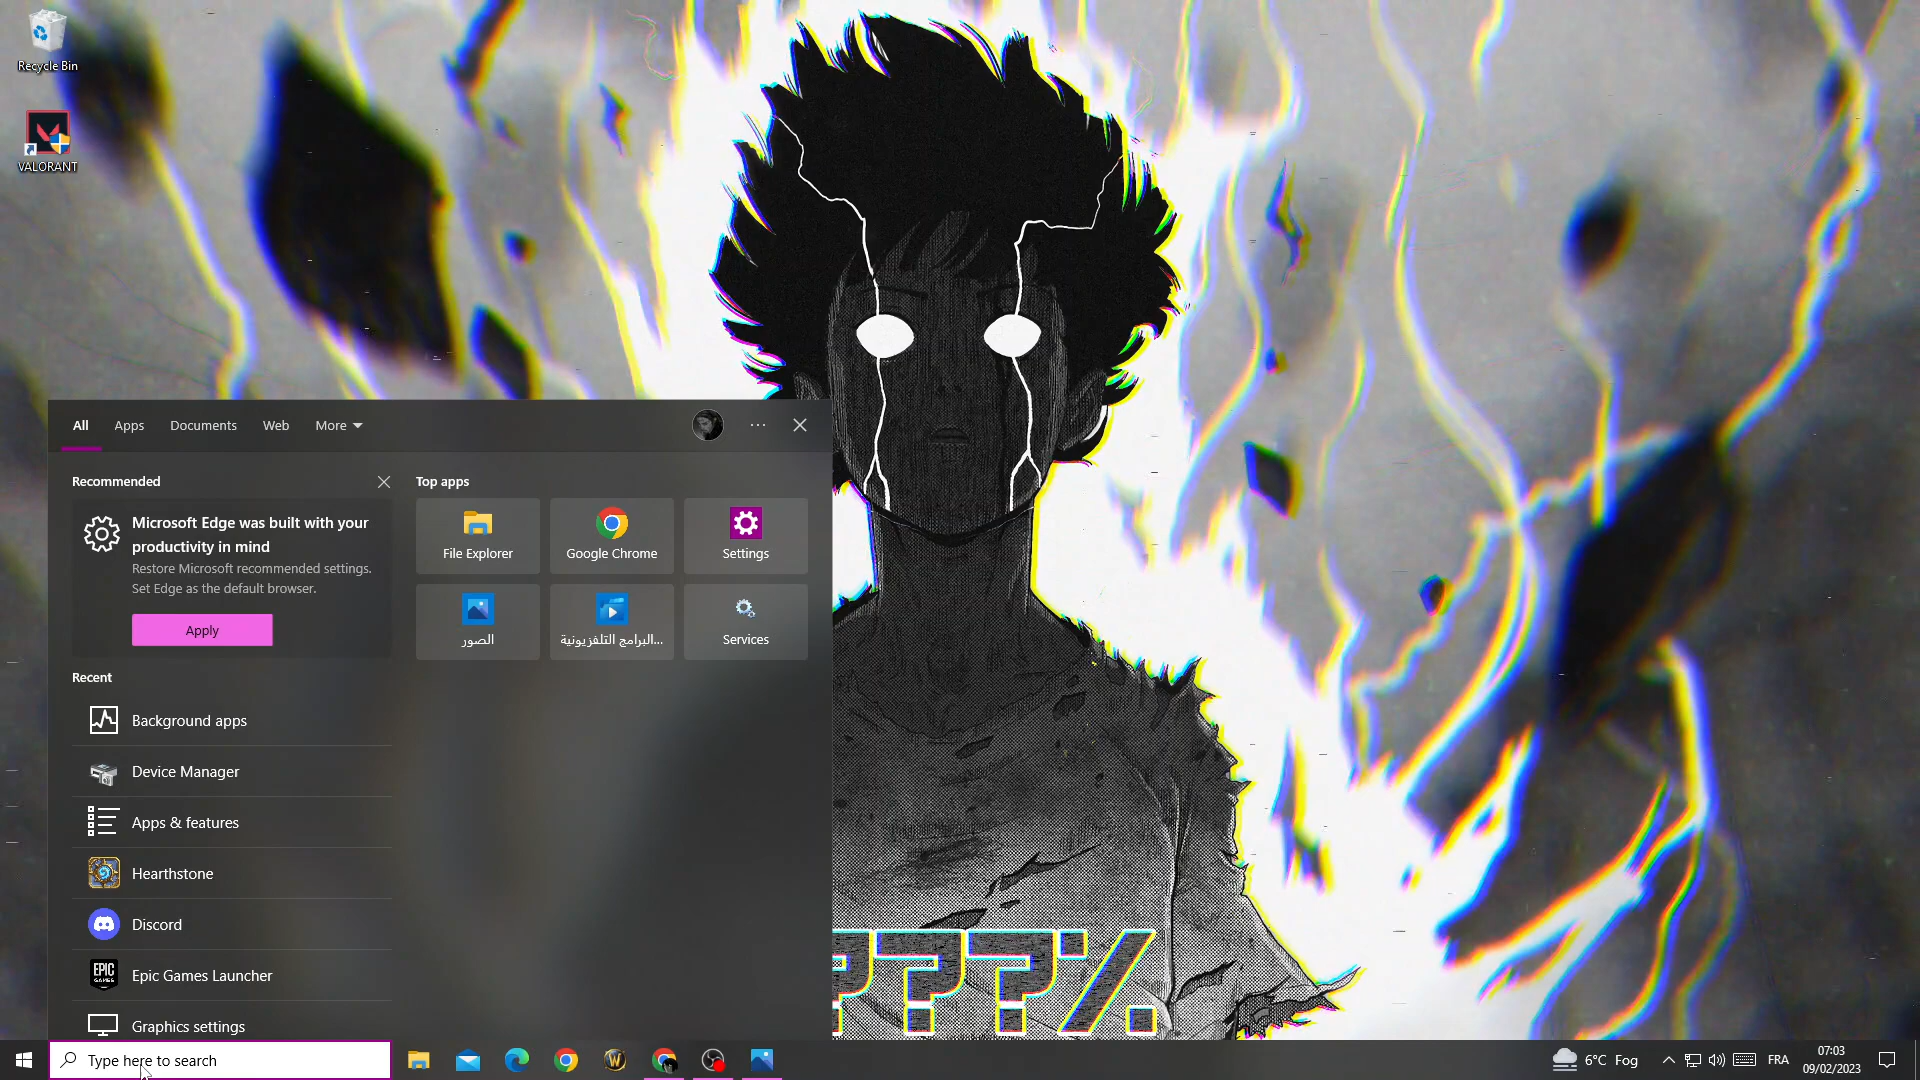 Recycle Bin
VALORANT
All Apps Documents Web More
Recommended
Microsoft Edge was built with your
productivity in mind
Restore Microsoft recommended settings.
Set Edge as the default browser.
Apply
Recent
Background apps
Device Manager
Apps & features
Hearthstone
Discord
EPIC
GAMES
Epic Games Launcher
Graphics settings
Top apps
File Explorer
Google Chrome
Settings
الصور
البرامج التلفزيونية...
Services
???%
Type here to search
6°C Fog
FRA
07:03
09/02/2023